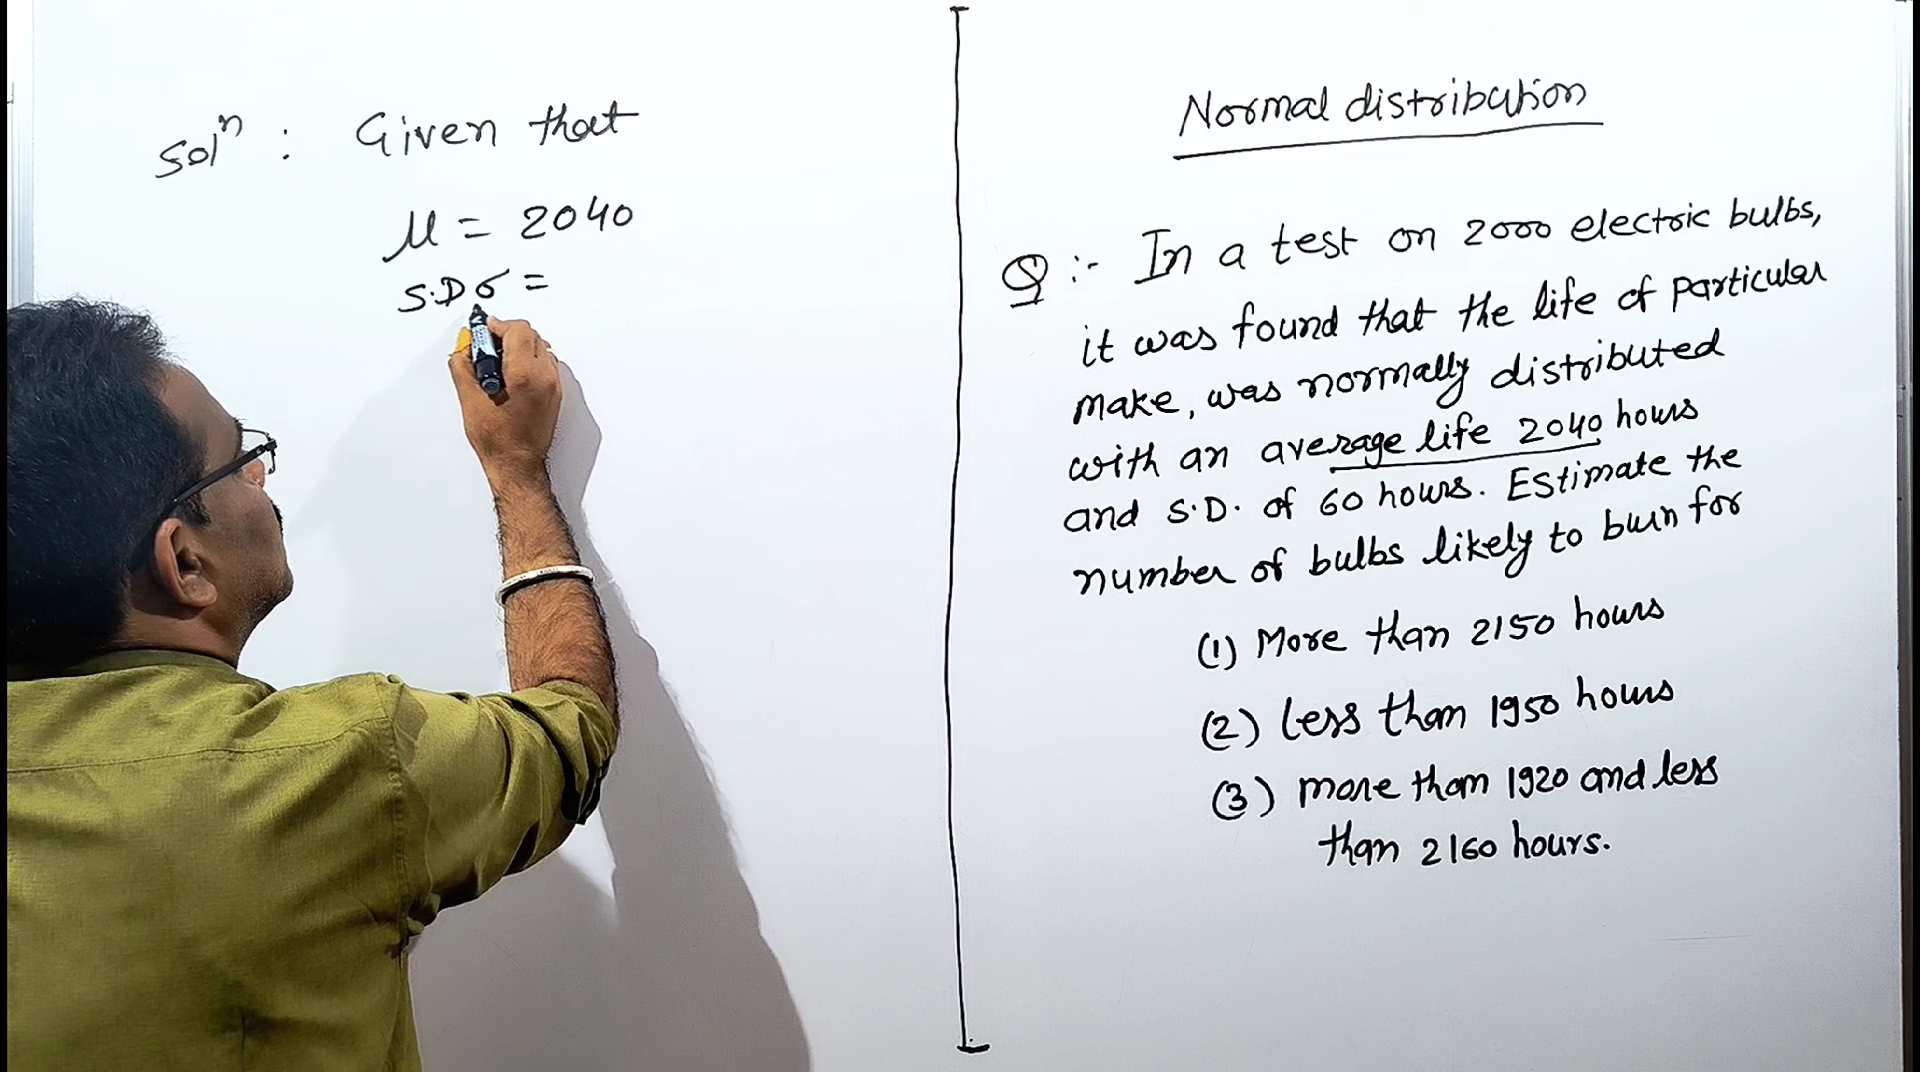 Solⁿ : Given that
μ = 2040
S.D σ =
Normal distribution
Q :- In a test on 2000 electric bulbs,
it was found that the life of particular
make, was normally distributed
with an average life 2040 hours
and S.D. of 60 hours. Estimate the
number of bulbs likely to burn for
(1) More than 2150 hours
(2) less than 1950 hours
(3) more than 1920 and less
than 2160 hours.